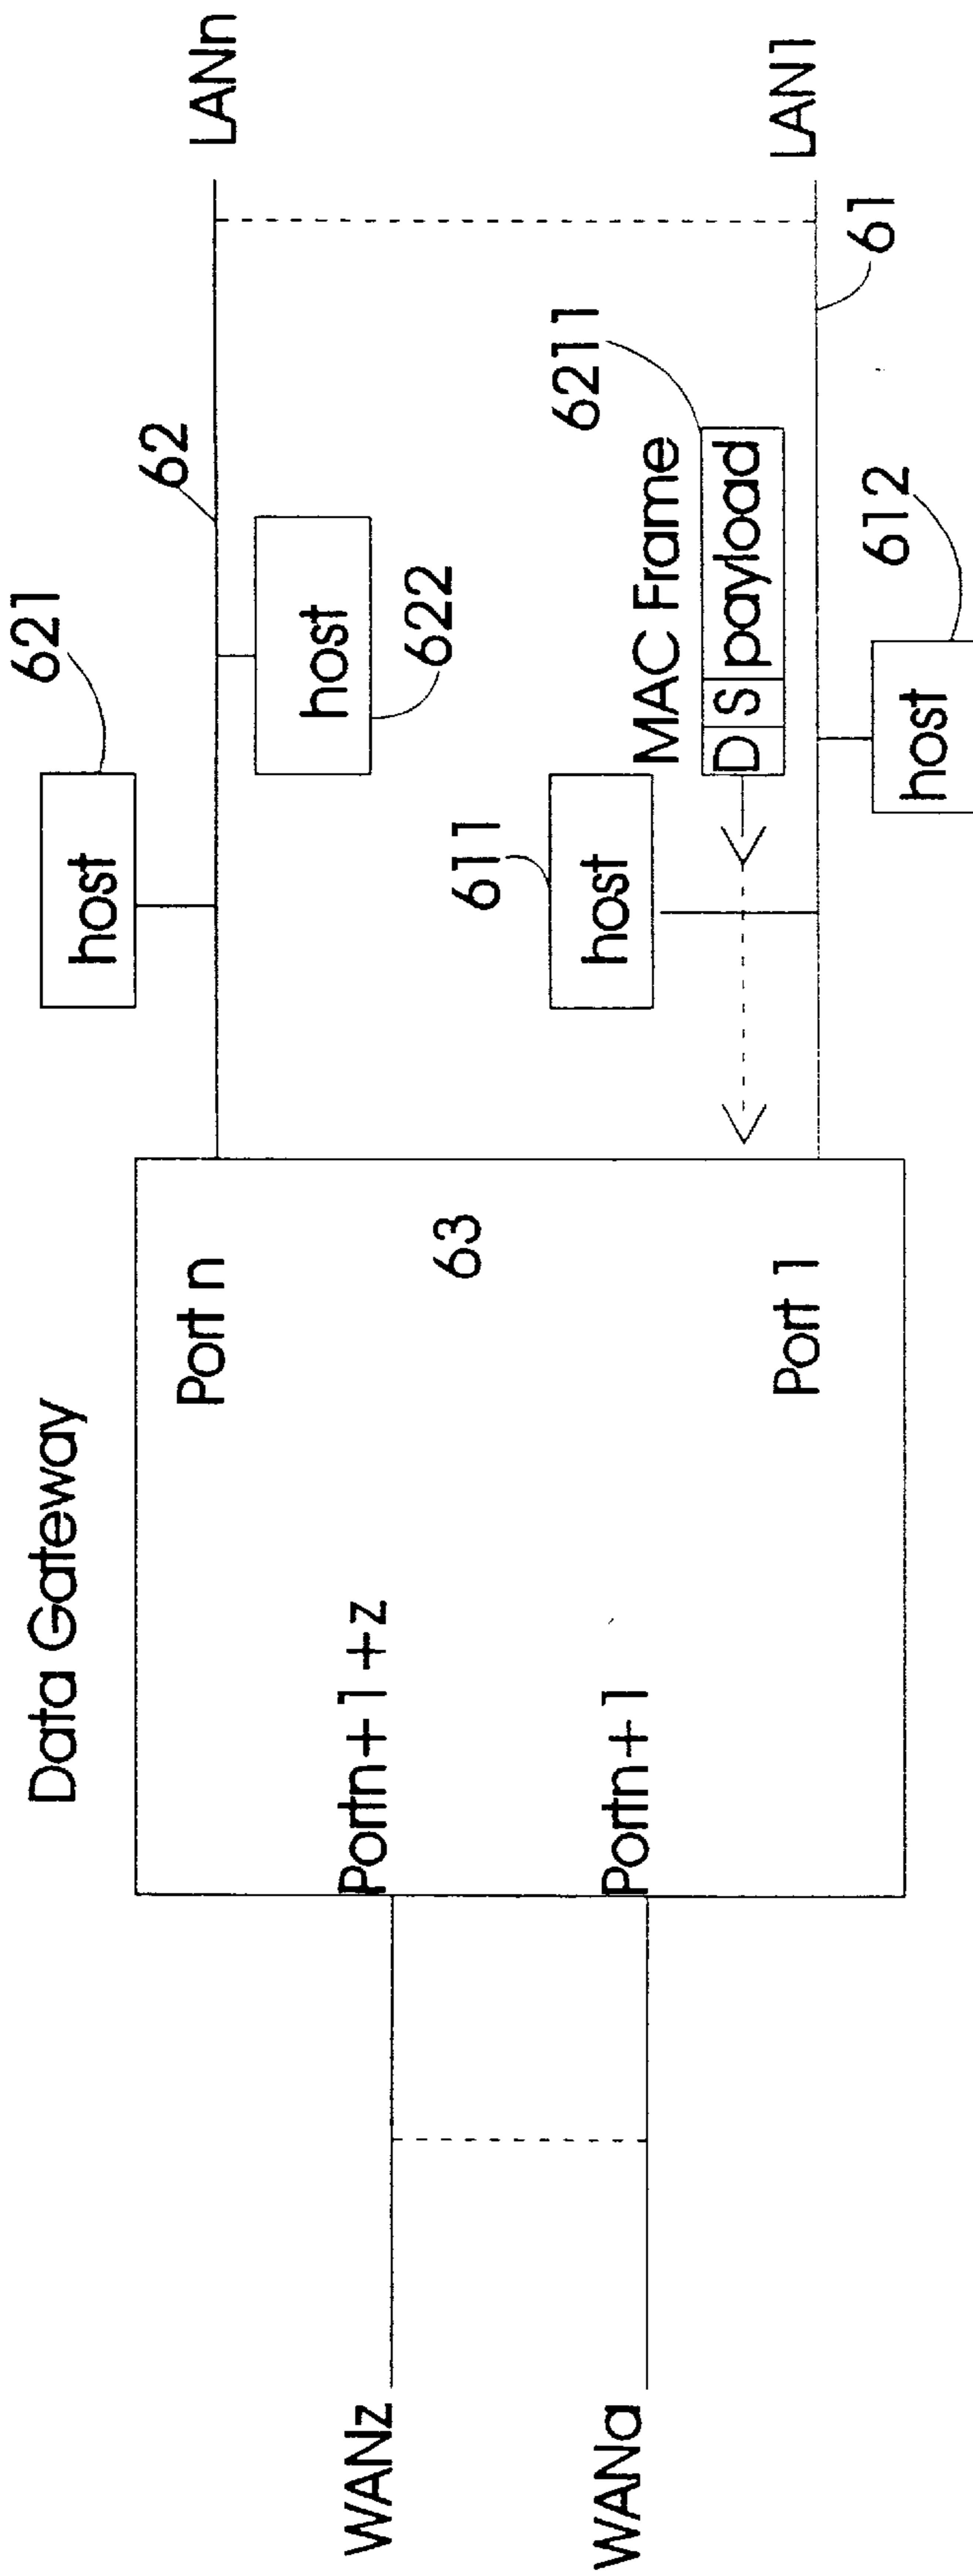 Data Gateway
621
host
62
LANn
Port n
host
622
Portn+1+z
WANz
63
611
host
MAC Frame
6211
D S payload
Portn+1
WANa
Port 1
LAN1
61
host
612